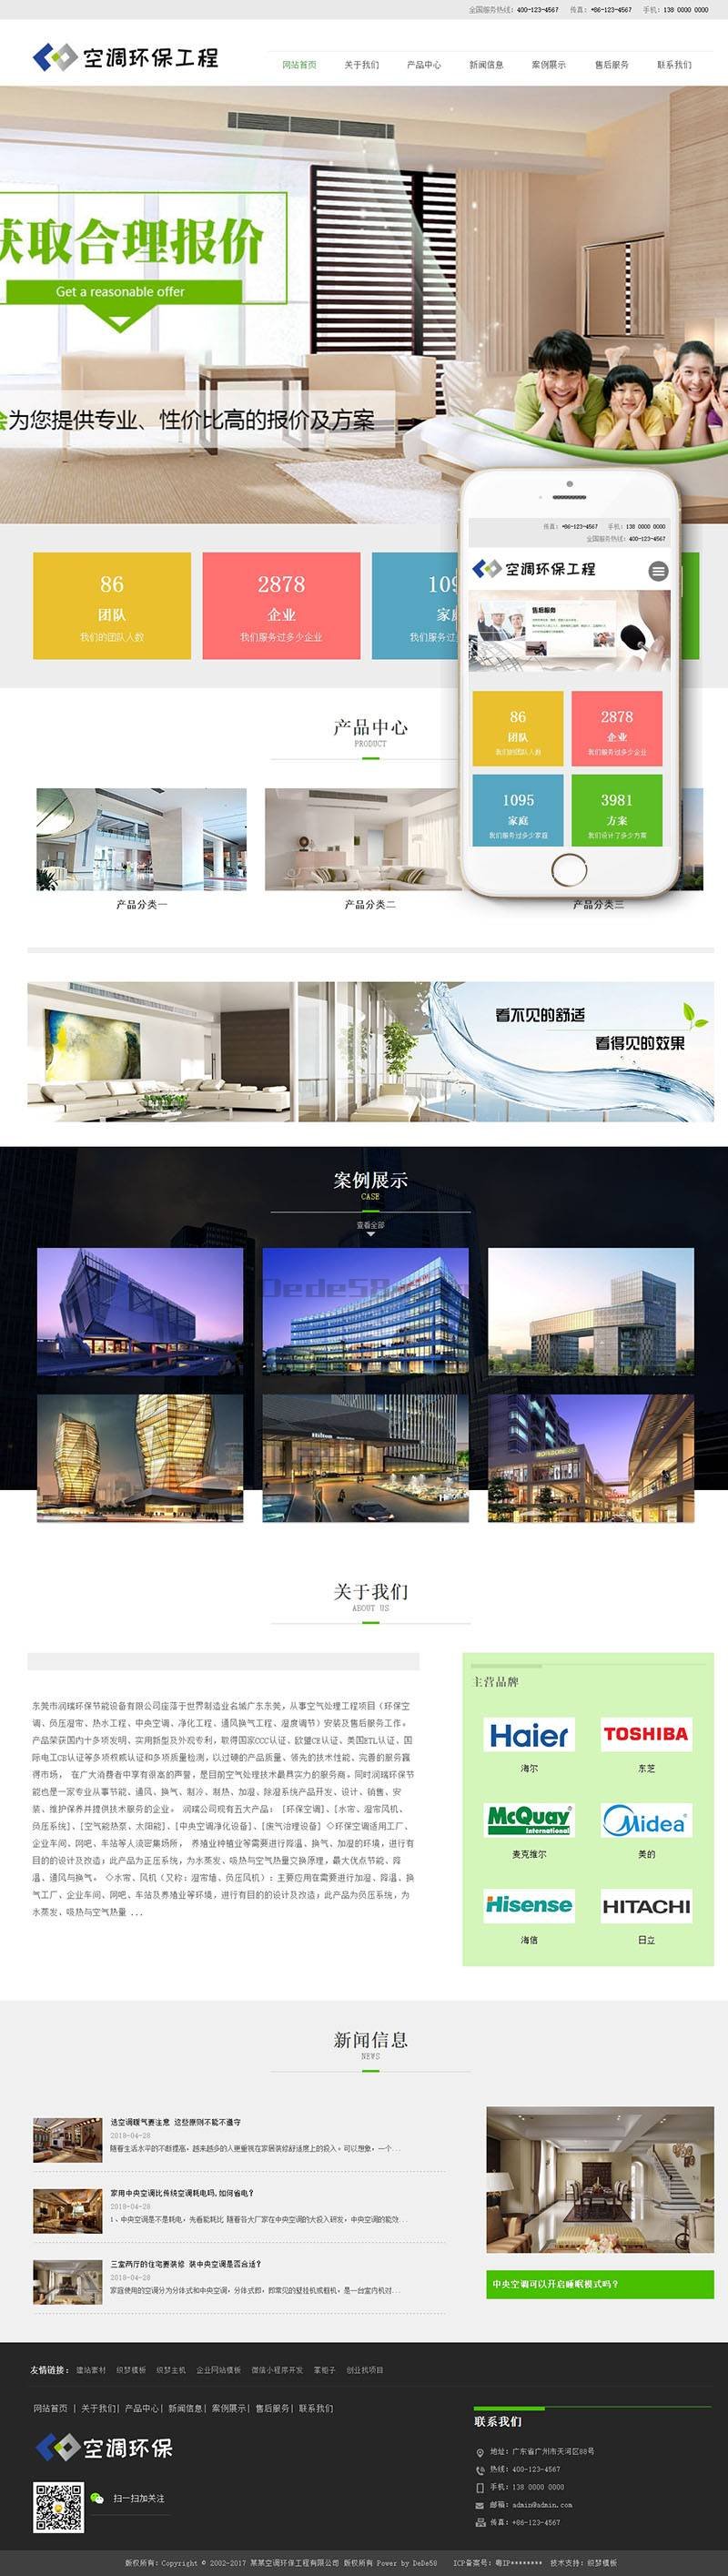 全国服务热线: 400-123-4567 传真: +86-123-4567 手机: 138 0000 0000
空调环保工程
网站首页 关于我们 产品中心 新闻信息 案例展示 售后服务 联系我们
获取合理报价
Get a reasonable offer
会为您提供专业、性价比高的报价及方案
86
团队
我们的团队人数
2878
企业
我们服务过多少企业
109
家庭
我们服务过
传真: +86-123-4567 手机: 138 0000 0000
全国服务热线: 400-123-4567
空调环保工程
售后服务
86
团队
我们的团队人数
2878
企业
我们服务过多少企业
1095
家庭
我们服务过多少家庭
3981
方案
我们设计了多少方案
产品中心
PRODUCT
产品分类一 产品分类二 产品分类三
看不见的舒适
看得见的效果
案例展示
CASE
查看全部
Dede58
关于我们
ABOUT US
东莞市润瑞环保节能设备有限公司座落于世界制造业名城广东东莞，从事空气处理工程项目（环保空
调、负压湿帘、热水工程、中央空调、净化工程、通风换气工程、湿度调节）安装及售后服务工作。
产品荣获国内十多项发明、实用新型及外观专利，取得国家CCC认证、欧盟CE认证、美国ETL认证、国
际电工CB认证等多项权威认证和多项质量检测，以过硬的产品质量、领先的技术性能、完善的服务赢
得市场， 在广大消费者中享有很高的声誉，是目前空气处理技术最具实力的服务商。同时润瑞环保节
能也是一家专业从事节能、通风、换气、制冷、制热、加湿、除湿系统产品开发、设计、销售、安
装、维护保养并提供技术服务的企业。 润瑞公司现有五大产品：[环保空调]、[水帘、湿帘风机、
负压系统]、[空气能热泵、太阳能]、[中央空调净化设备]、[废气治理设备] ◇环保空调适用工厂、
企业车间、网吧、车站等人流密集场所， 养殖业种植业等需要进行降温、换气、加湿的环境，进行有
目的的设计及改造；此产品为正压系统，为水蒸发、吸热与空气热量交换原理，最大优点节能、降
温、通风与换气。 ◇水帘、风机（又称：湿帘墙、负压风机）：主要应用在需要进行加湿、降温、换
气工厂、企业车间、网吧、车站及养殖业等环境，进行有目的的设计及改造；此产品为负压系统，为
水蒸发，吸热与空气热量 ...
主营品牌
Haier TOSHIBA
海尔 东芝
McQuay International Midea
麦克维尔 美的
Hisense HITACHI
海信 日立
新闻信息
NEWS
选空调暖气要注意 这些原则不能不遵守
2018-04-28
随着生活水平的不断提高，越来越多的人更重视在家居装修舒适度上的投入。可以想象，一个...
家用中央空调比传统空调耗电吗，如何省电？
2018-04-28
1、中央空调是不是耗电，先看能耗比 随着各大厂家在中央空调的大投入研发，中央空调的能效...
三室两厅的住宅要装修 装中央空调是否合适？
2018-04-28
家庭使用的空调分为分体式和中央空调，分体式即，即常见的壁挂机或柜机，是一台室内机对...
中央空调可以开启睡眠模式吗？
友情链接: 建站素材 织梦模板 织梦主机 企业网站模板 微信小程序开发 掌柜子 创业找项目
网站首页 | 关于我们 | 产品中心 | 新闻信息 | 案例展示 | 售后服务 | 联系我们
空调环保
扫一扫加关注
联系我们
地址: 广东省广州市天河区88号
热线: 400-123-4567
手机: 138 0000 0000
邮箱: admin@admin.com
传真: +86-123-4567
版权所有: Copyright © 2002-2017 某某空调环保工程有限公司 版权所有 Power by DeDe58 ICP备案号: 粤IP******** 技术支持: 织梦模板